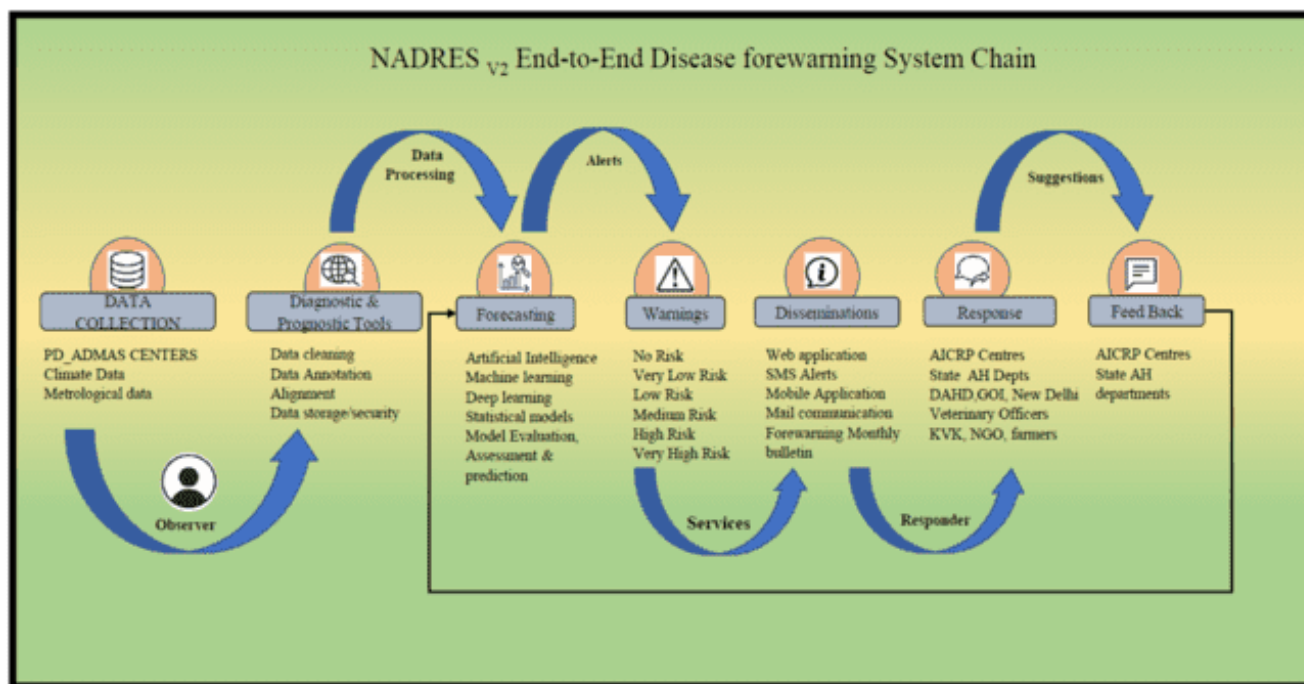 NADRES V2 End-to-End Disease forewarning System Chain
Data
Processing
Alerts
Suggestions
DATA
COLLECTION
Diagnostic &
Prognostic Tools
Forecasting
Warnings
Disseminations
Response
Feed Back
PD_ADMAS CENTERS
Climate Data
Metrological data
Data cleaning
Data Annotation
Alignment
Data storage/security
Artificial Intelligence
Machine learning
Deep learning
Statistical models
Model Evaluation,
Assessment &
prediction
No Risk
Very Low Risk
Low Risk
Medium Risk
High Risk
Very High Risk
Web application
SMS Alerts
Mobile Application
Mail communication
Forewarning Monthly
bulletin
AICRP Centres
State AH Depts
DAHD,GOI, New Delhi
Veterinary Officers
KVK, NGO, farmers
AICRP Centres
State AH
departments
Observer
Services
Responder